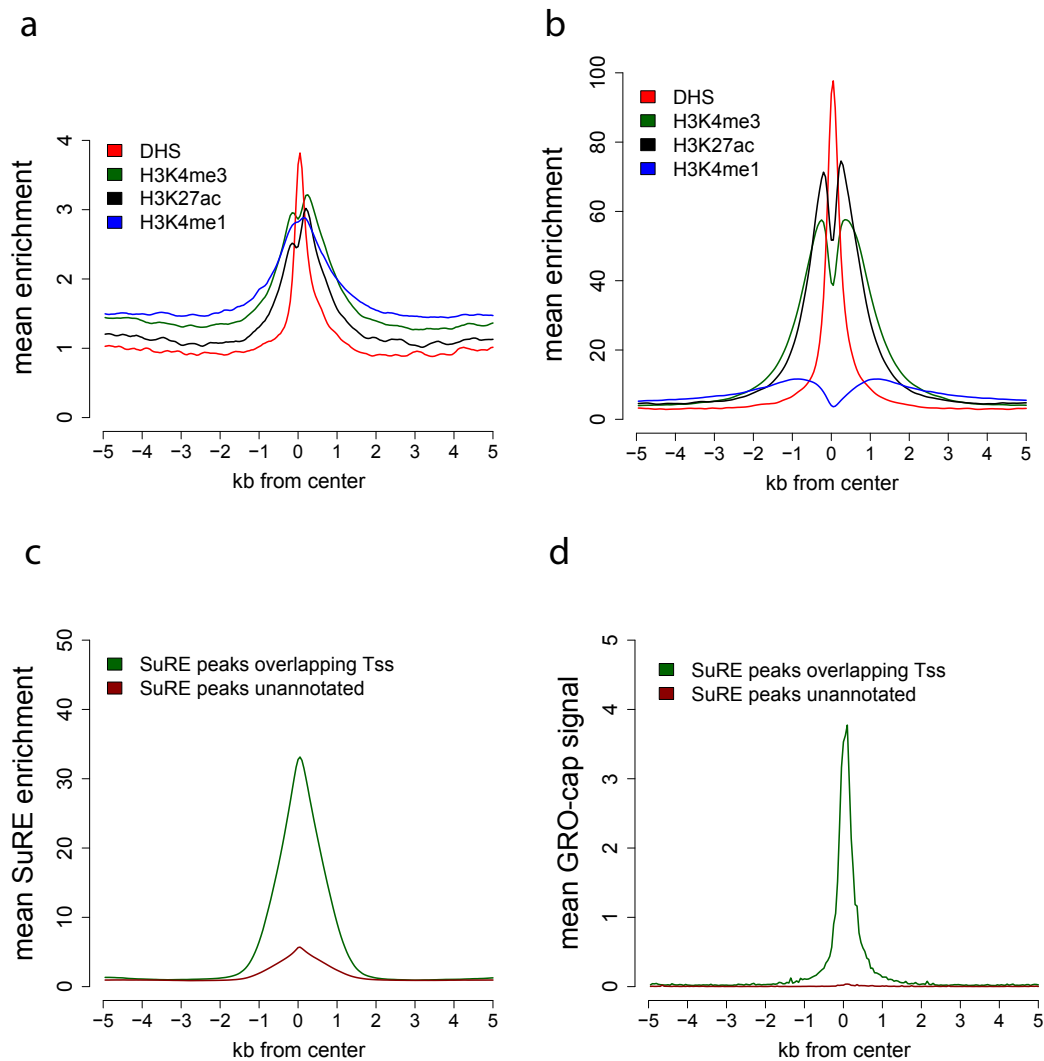 a
mean enrichment
4
3
2
1
0
DHS
H3K4me3
H3K27ac
H3K4me1
−5 −4 −3 −2 −1 0 1 2 3 4 5
kb from center
b
mean enrichment
100
80
60
40
20
0
DHS
H3K4me3
H3K27ac
H3K4me1
−5 −4 −3 −2 −1 0 1 2 3 4 5
kb from center
c
mean SuRE enrichment
50
40
30
20
10
0
SuRE peaks overlapping Tss
SuRE peaks unannotated
−5 −4 −3 −2 −1 0 1 2 3 4 5
kb from center
d
mean GRO-cap signal
5
4
3
2
1
0
SuRE peaks overlapping Tss
SuRE peaks unannotated
−5 −4 −3 −2 −1 0 1 2 3 4 5
kb from center